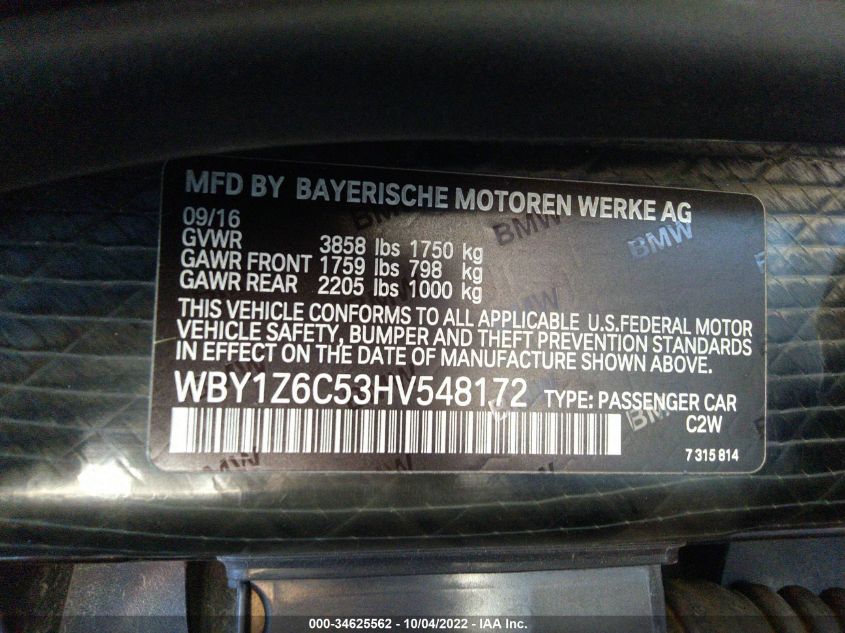 MFD BY BAYERISCHE MOTOREN WERKE AG
09/16
GVWR 3858 lbs 1750 kg
GAWR FRONT 1759 lbs 798 kg
GAWR REAR 2205 lbs 1000 kg
THIS VEHICLE CONFORMS TO ALL APPLICABLE U.S.FEDERAL MOTOR
VEHICLE SAFETY, BUMPER AND THEFT PREVENTION STANDARDS
IN EFFECT ON THE DATE OF MANUFACTURE SHOWN ABOVE.
WBY1Z6C53HV548172 TYPE: PASSENGER CAR
C2W
7 315 814
BMW
BMW
BMW
000-34625562 - 10/04/2022 - IAA Inc.